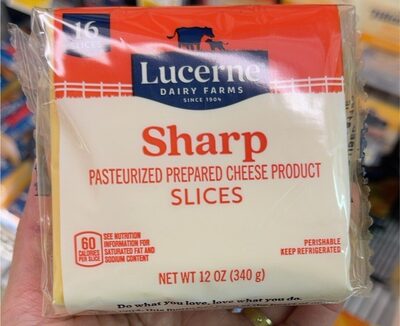 16
SLICES
Lucerne
DAIRY FARMS
SINCE 1904
Sharp
PASTEURIZED PREPARED CHEESE PRODUCT
SLICES
60
CALORIES
PER SLICE
SEE NUTRITION
INFORMATION FOR
SATURATED FAT AND
SODIUM CONTENT
PERISHABLE
KEEP REFRIGERATED
NET WT 12 OZ (340 g)
Do what you love, love what you do.